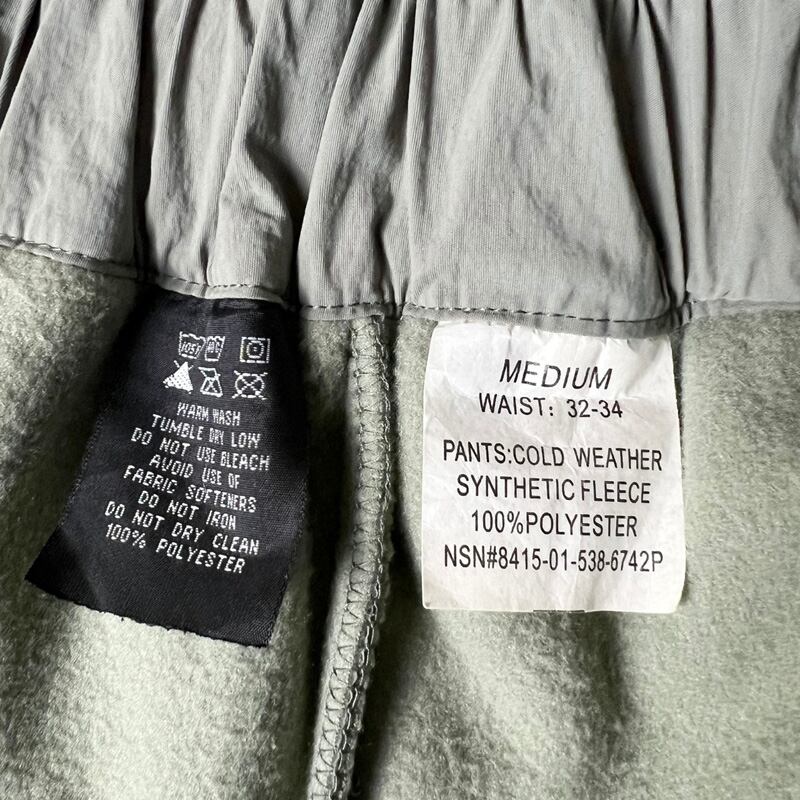 105F
WARM WASH
TUMBLE DRY LOW
DO NOT USE BLEACH
AVOID USE OF
FABRIC SOFTENERS
DO NOT IRON
DO NOT DRY CLEAN
100% POLYESTER
MEDIUM
WAIST: 32-34
PANTS:COLD WEATHER
SYNTHETIC FLEECE
100%POLYESTER
NSN#8415-01-538-6742P